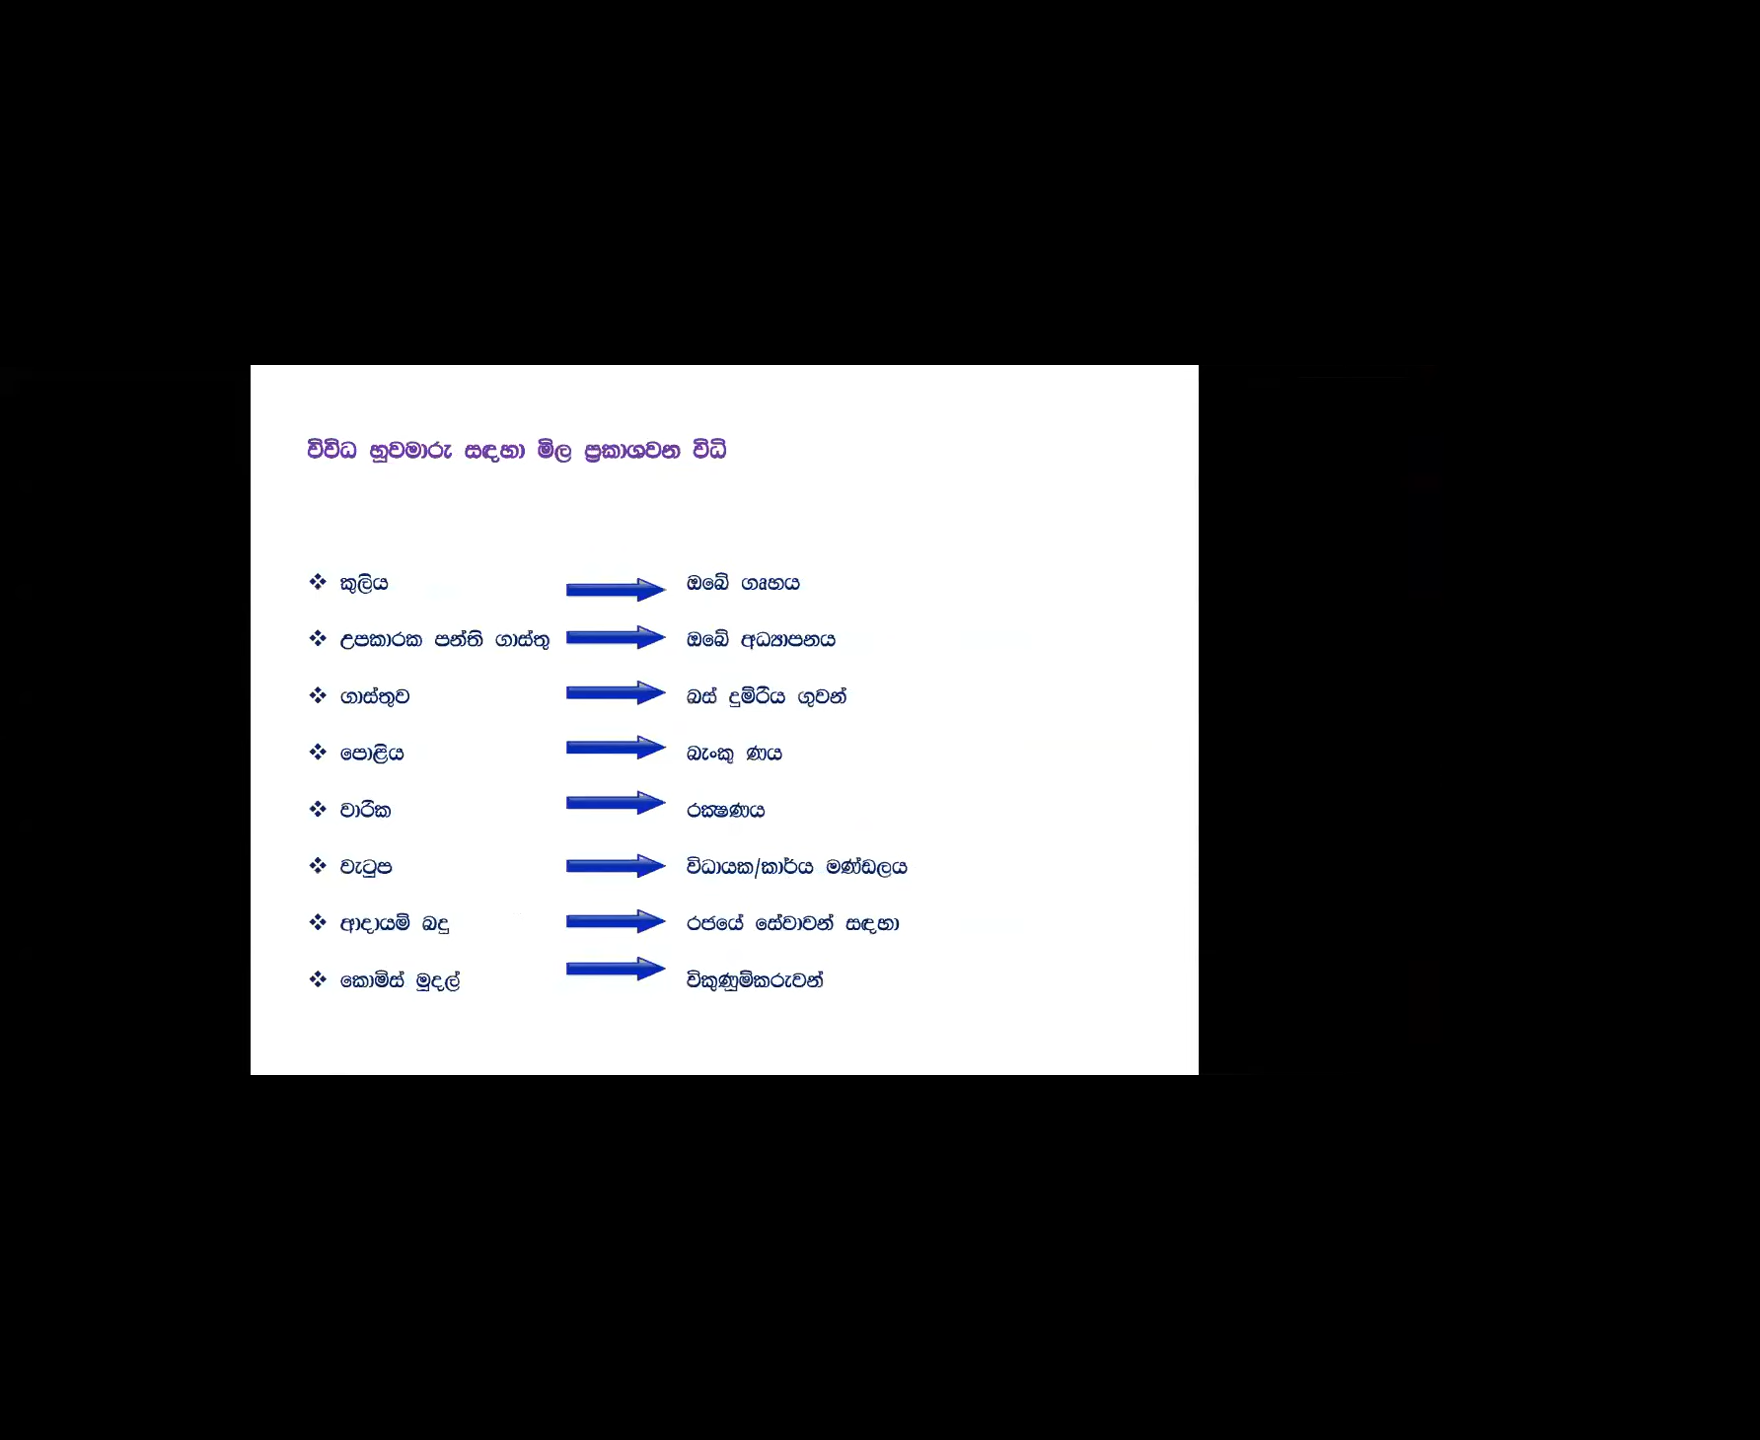 විවිධ හුවමාරු සඳහා මිල ප්‍රකාශවන විධි
❖ කුලිය ඔබේ ගෘහය
❖ උපකාරක පන්ති ගාස්තු ඔබේ අධ්‍යාපනය
❖ ගාස්තුව බස් දුම්රිය ගුවන්
❖ පොළිය බැංකු ණය
❖ වාරික රක්‍ෂණය
❖ වැටුප විධායක/කාර්ය මණ්ඩලය
❖ ආදායම් බදු රජයේ සේවාවන් සඳහා
❖ කොමිස් මුදල් විකුණුම්කරුවන්